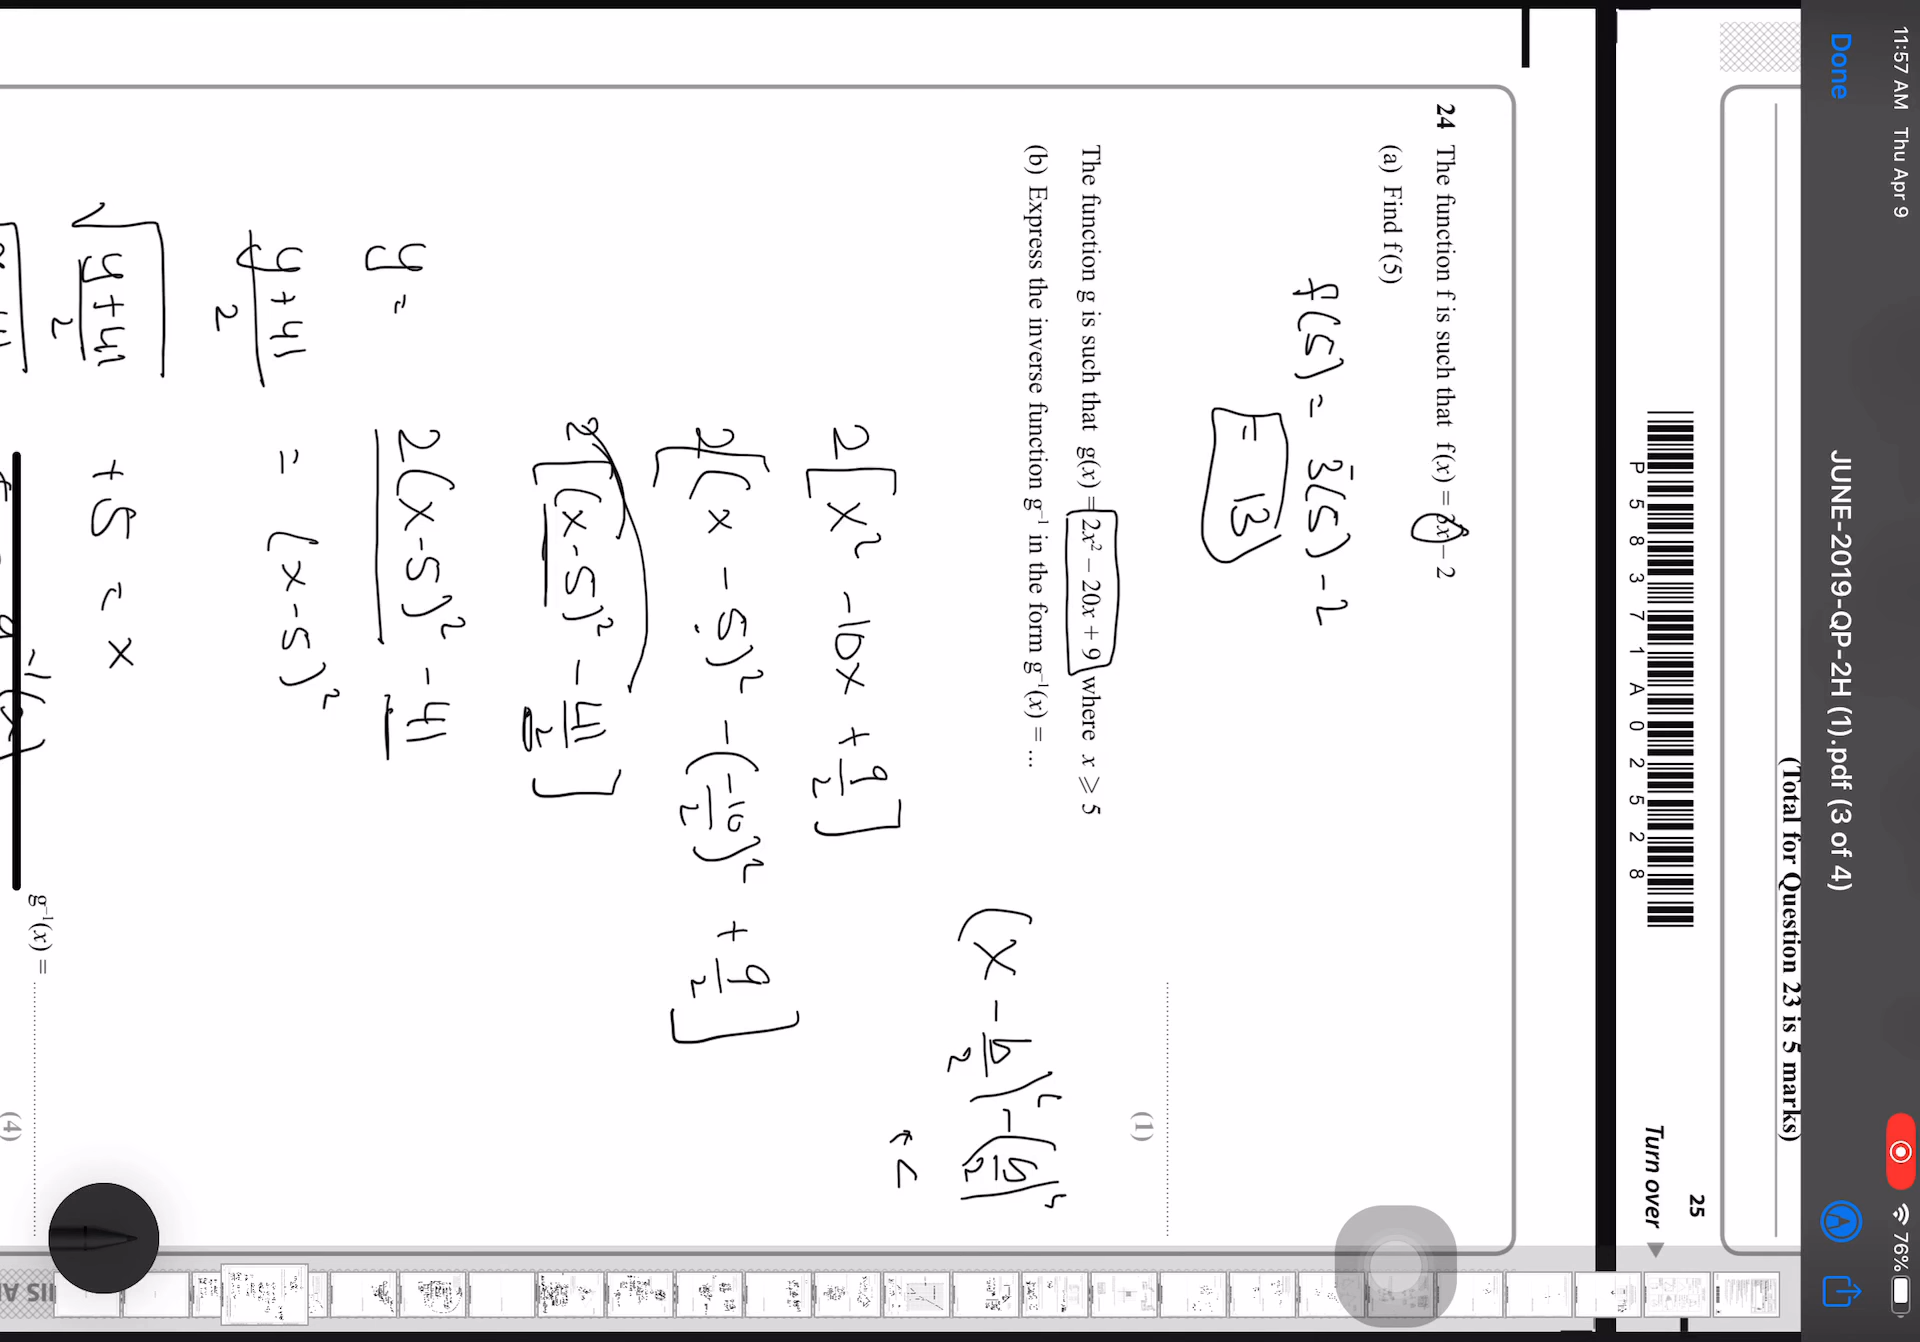 11:57 AM Thu Apr 9
76%
Done
JUNE-2019-QP-2H (1).pdf (3 of 4)
(Total for Question 23 is 5 marks)
25
Turn over
P 5 8 3 7 1 A 0 2 5 2 8
24 The function f is such that f(x) = 3x − 2
(a) Find f(5)
f(5) = 3(5) - 2
= 13
(1)
The function g is such that g(x) = 2x² − 20x + 9 where x ⩾ 5
(b) Express the inverse function g⁻¹ in the form g⁻¹(x) = ...
(x - b/2)² - (b/2)²
+ c
2[x² - 10x + 9/2]
2[(x - 5)² - (-10/2)² + 9/2]
2[(x-5)² - 41/2]
y = 2(x-5)² - 41
y+41/2 = (x-5)²
√y+41/2 +5 = x
g⁻¹(x) =
(4)